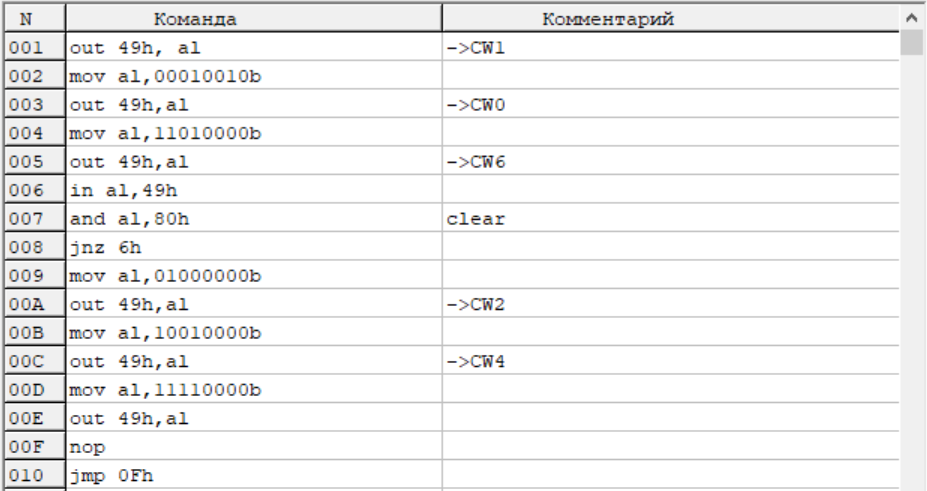 N Команда Комментарий
001 out 49h, al ->CW1
002 mov al,00010010b
003 out 49h,al ->CW0
004 mov al,11010000b
005 out 49h,al ->CW6
006 in al,49h
007 and al,80h clear
008 jnz 6h
009 mov al,01000000b
00A out 49h,al ->CW2
00B mov al,10010000b
00C out 49h,al ->CW4
00D mov al,11110000b
00E out 49h,al
00F nop
010 jmp 0Fh